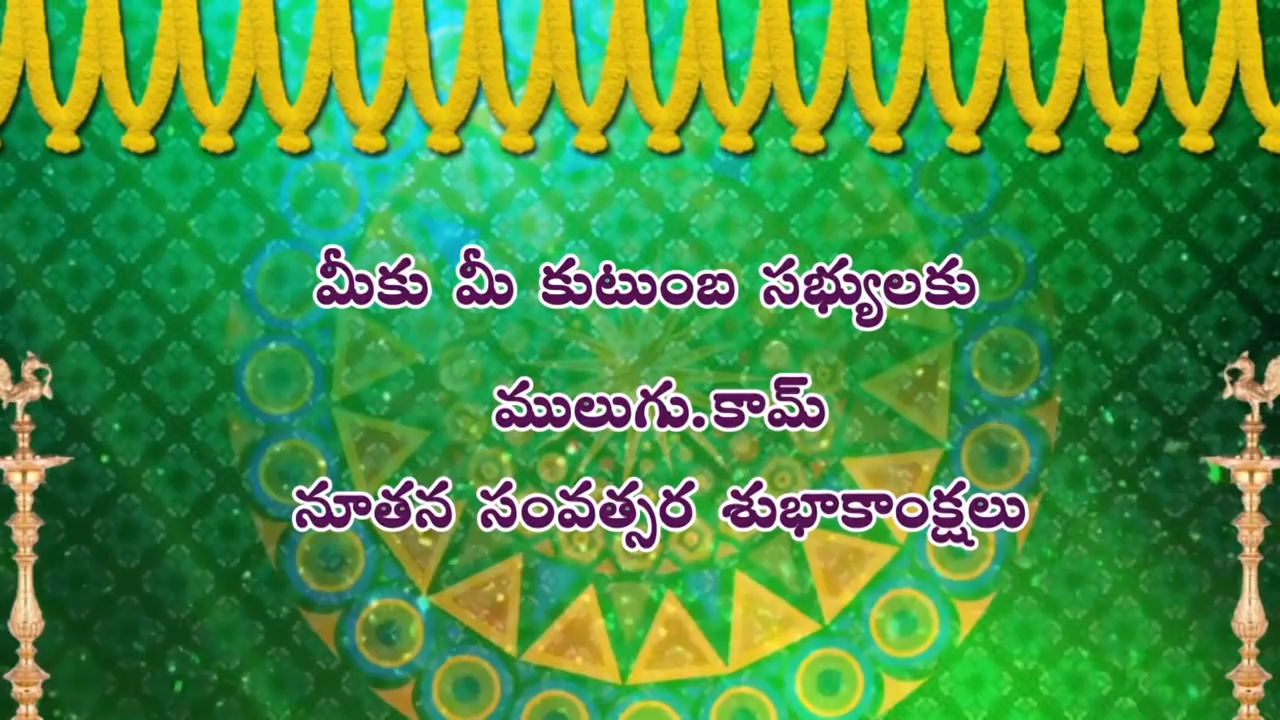 మీకు మీ కుటుంబ సభ్యులకు
ములుగు.కామ్
నూతన సంవత్సర శుభాకాంక్షలు